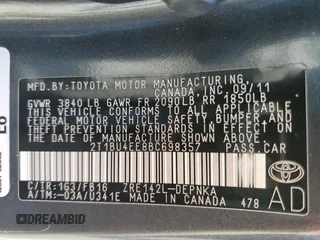 MFD.BY:TOYOTA MOTOR MANUFACTURING,
CANADA, INC. 09/11
GVWR 3840 LB GAWR FR 2090LB RR 1850LB
THIS VEHICLE CONFORMS TO ALL APPLICABLE
FEDERAL MOTOR VEHICLE SAFETY, BUMPER, AND
THEFT PREVENTION STANDARDS IN EFFECT ON THE
DATE OF MANUFACTURE SHOWN ABOVE.
2T1BU4EE8BC698357 PASS.CAR
C/TR:1G3/FB16 ZRE142L-DEPNKA
A/TM:-03A/U341E
MADE IN CANADA 478
AD
DREAMBID